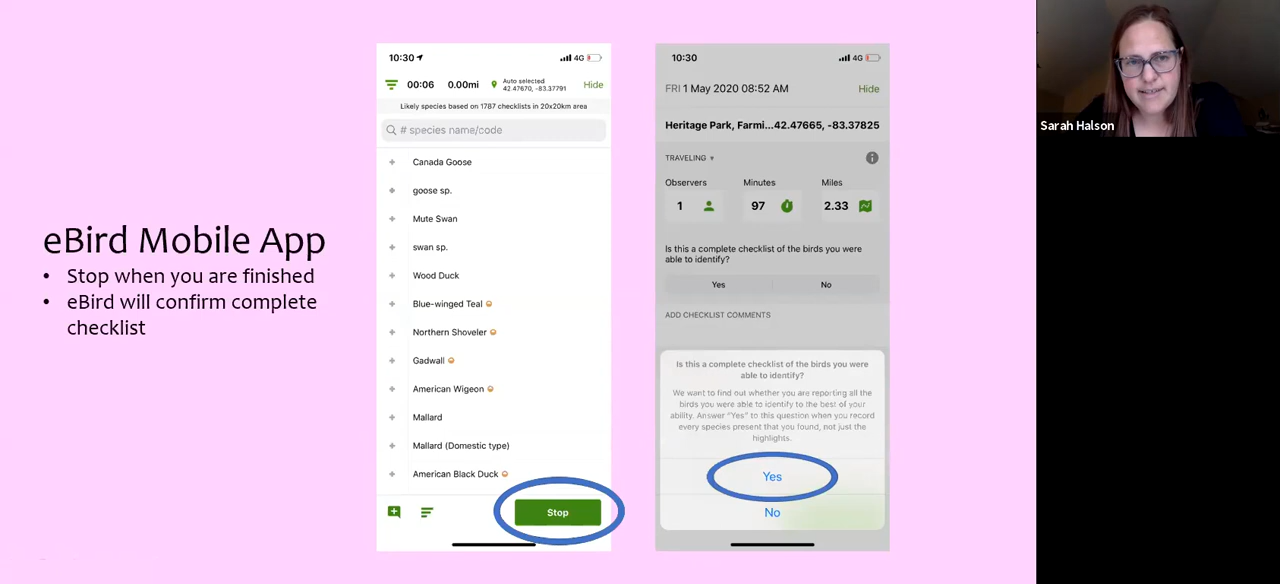 eBird Mobile App
• Stop when you are finished
• eBird will confirm complete
checklist
10:30
4G
00:06
0.00mi
Auto selected
42.47670, -83.37791
Hide
Likely species based on 1787 checklists in 20x20km area
# species name/code
+ Canada Goose
+ goose sp.
+ Mute Swan
+ swan sp.
+ Wood Duck
+ Blue-winged Teal
+ Northern Shoveler
+ Gadwall
+ American Wigeon
+ Mallard
+ Mallard (Domestic type)
+ American Black Duck
Stop
10:30
4G
FRI 1 May 2020 08:52 AM
Hide
Heritage Park, Farmi...42.47665, -83.37825
TRAVELING
Observers Minutes Miles
1 97 2.33
Is this a complete checklist of the birds you were
able to identify?
Yes No
ADD CHECKLIST COMMENTS
Is this a complete checklist of the birds you were
able to identify?
We want to find out whether you are reporting all the
birds you were able to identify to the best of your
ability. Answer "Yes" to this question when you record
every species present that you found, not just the
highlights.
Yes
No
Sarah Halson